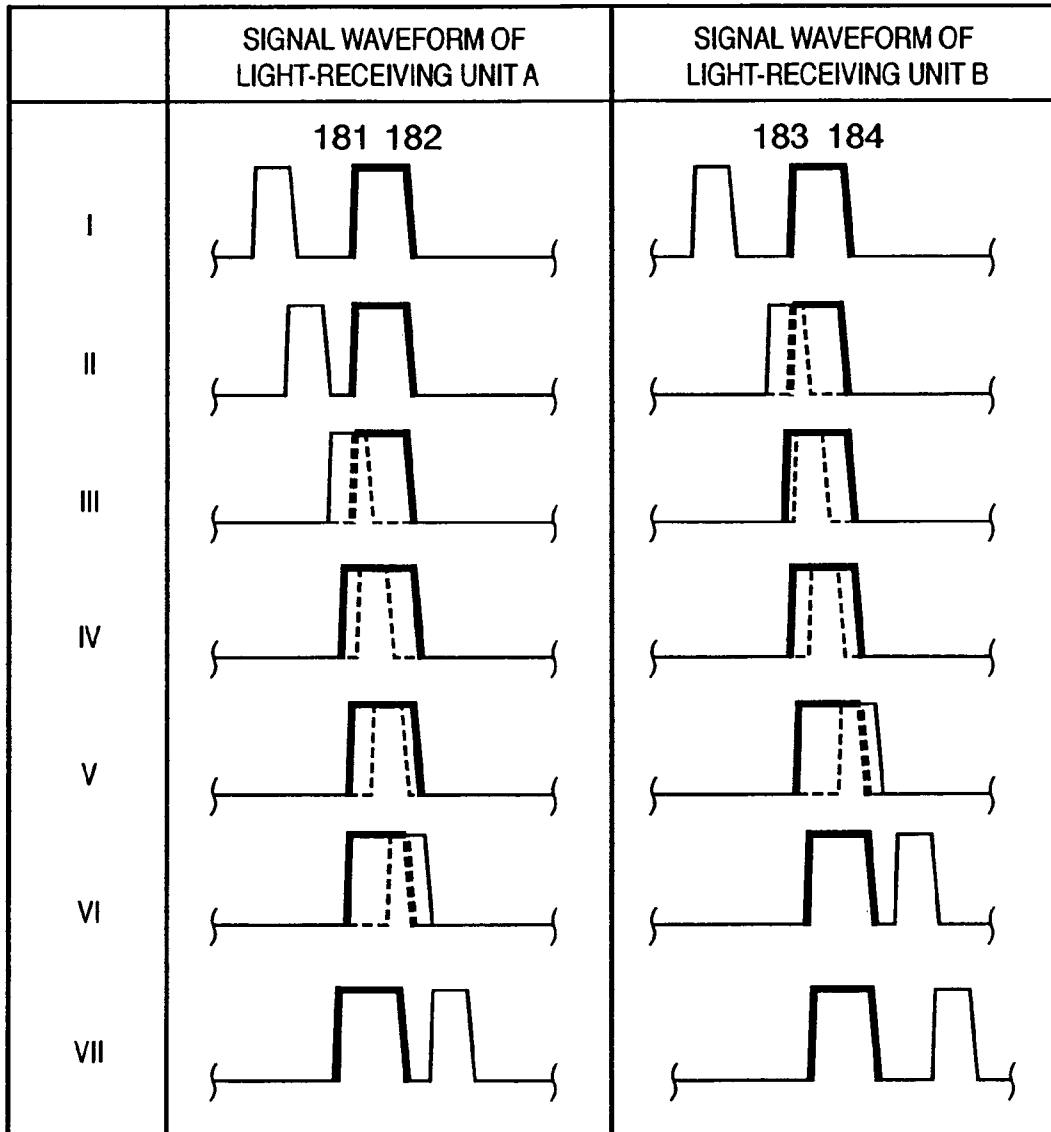 SIGNAL WAVEFORM OF
LIGHT-RECEIVING UNIT A
SIGNAL WAVEFORM OF
LIGHT-RECEIVING UNIT B
I
181 182
183 184
II
III
IV
V
VI
VII